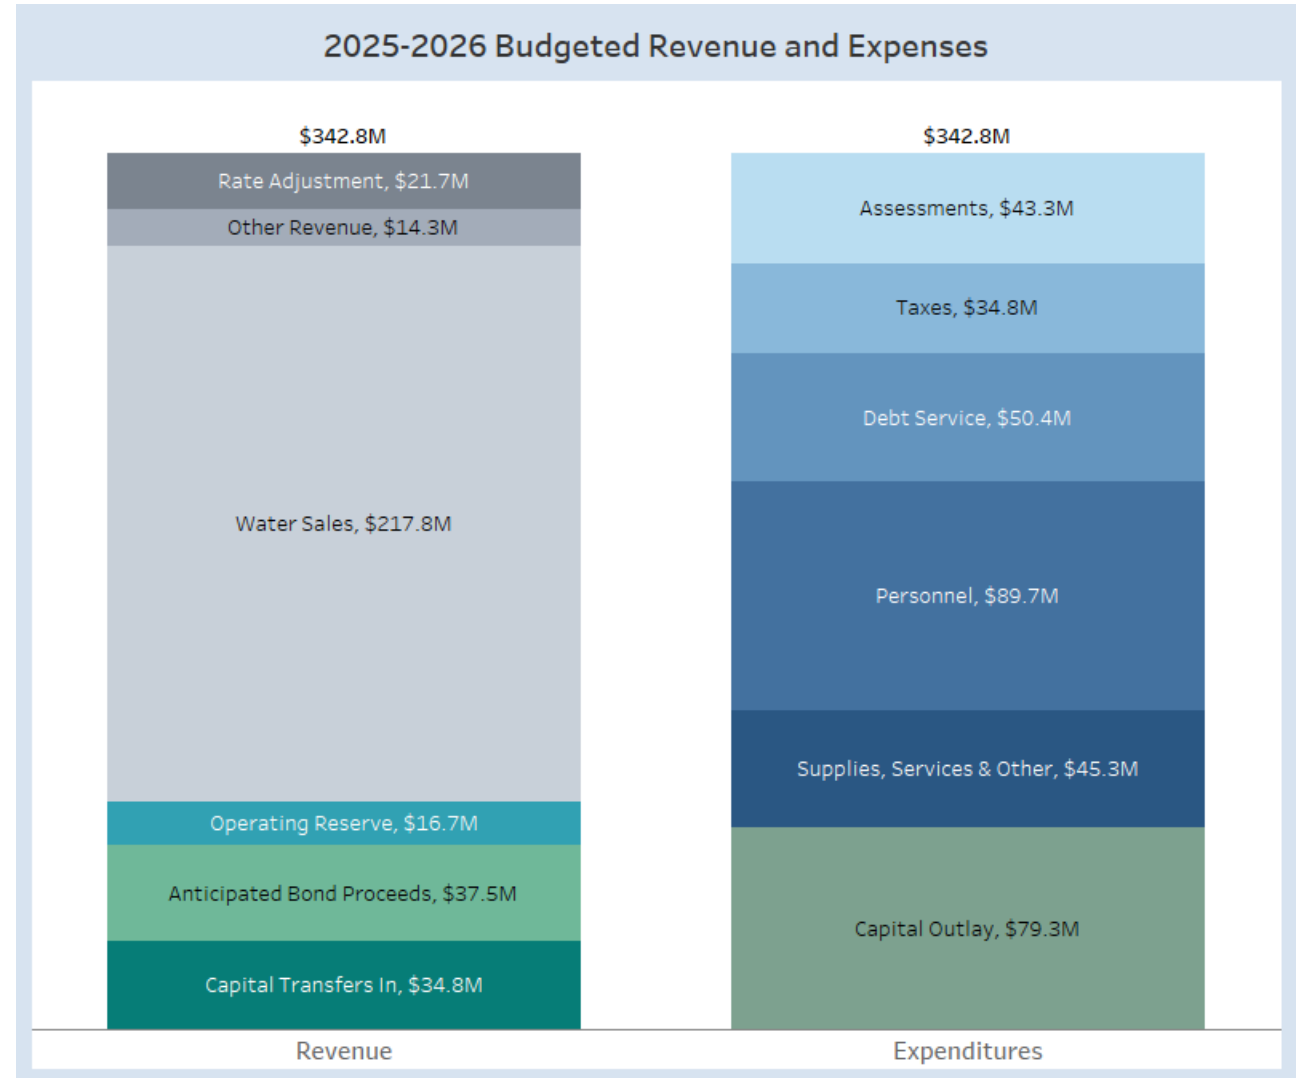 2025-2026 Budgeted Revenue and Expenses
$342.8M
Rate Adjustment, $21.7M
Other Revenue, $14.3M
Water Sales, $217.8M
Operating Reserve, $16.7M
Anticipated Bond Proceeds, $37.5M
Capital Transfers In, $34.8M
Revenue
$342.8M
Assessments, $43.3M
Taxes, $34.8M
Debt Service, $50.4M
Personnel, $89.7M
Supplies, Services & Other, $45.3M
Capital Outlay, $79.3M
Expenditures